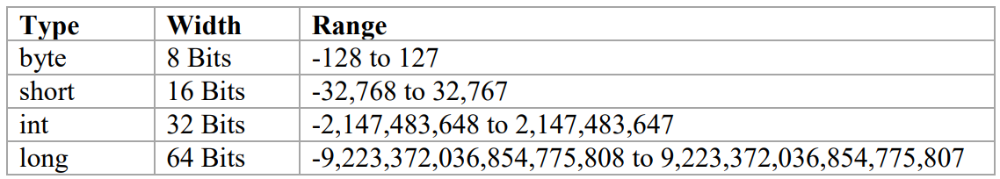 Type Width Range
byte 8 Bits -128 to 127
short 16 Bits -32,768 to 32,767
int 32 Bits -2,147,483,648 to 2,147,483,647
long 64 Bits -9,223,372,036,854,775,808 to 9,223,372,036,854,775,807